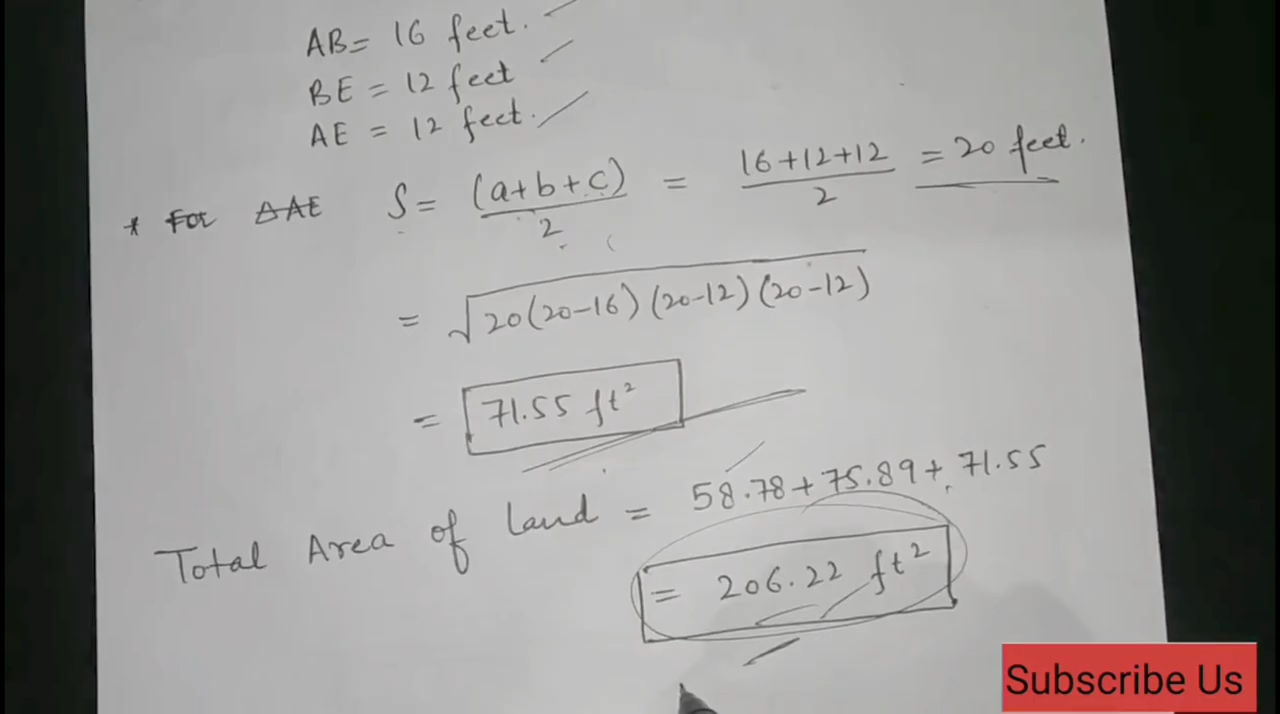 AB= 16 feet.
BE = 12 feet
AE = 12 feet.
* For ΔAE S= (a+b+c)/2 = 16+12+12/2 = 20 feet.
= √20(20-16)(20-12)(20-12)
= 71.55 ft²
Total Area of land = 58.78+75.89+71.55
= 206.22 ft²
Subscribe Us